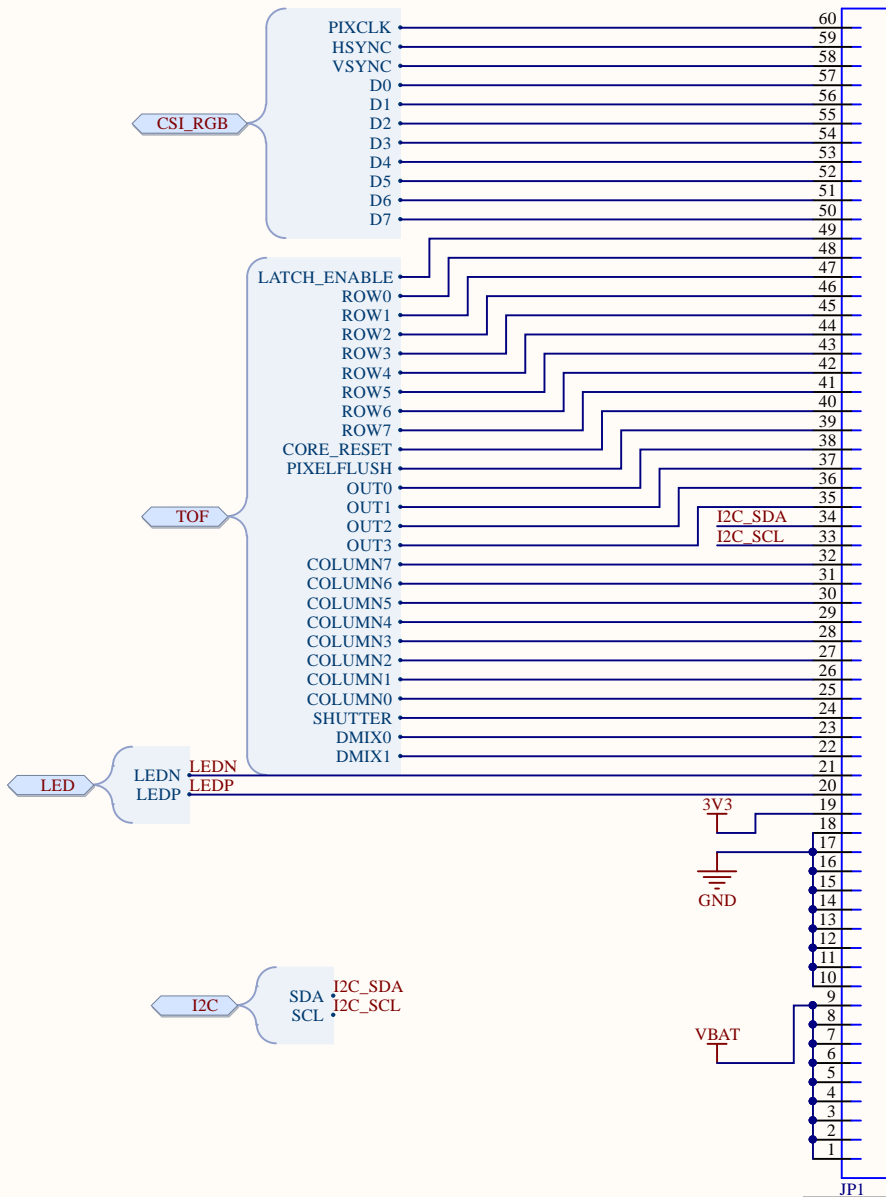 PIXCLK 60
HSYNC 59
VSYNC 58
D0 57
D1 56
CSI_RGB D2 55
D3 54
D4 53
D5 52
D6 51
D7 50
49
48
LATCH_ENABLE 47
ROW0 46
ROW1 45
ROW2 44
ROW3 43
ROW4 42
ROW5 41
ROW6 40
ROW7 39
CORE_RESET 38
PIXELFLUSH 37
OUT0 36
OUT1 35
TOF OUT2 I2C_SDA 34
OUT3 I2C_SCL 33
COLUMN7 32
COLUMN6 31
COLUMN5 30
COLUMN4 29
COLUMN3 28
COLUMN2 27
COLUMN1 26
COLUMN0 25
SHUTTER 24
DMIX0 23
DMIX1 22
LED LEDN LEDN 21
LEDP LEDP 20
3V3 19
18
17
16
15
GND 14
13
12
11
10
I2C SDA I2C_SDA 9
SCL I2C_SCL 8
VBAT 7
6
5
4
3
2
1
JP1